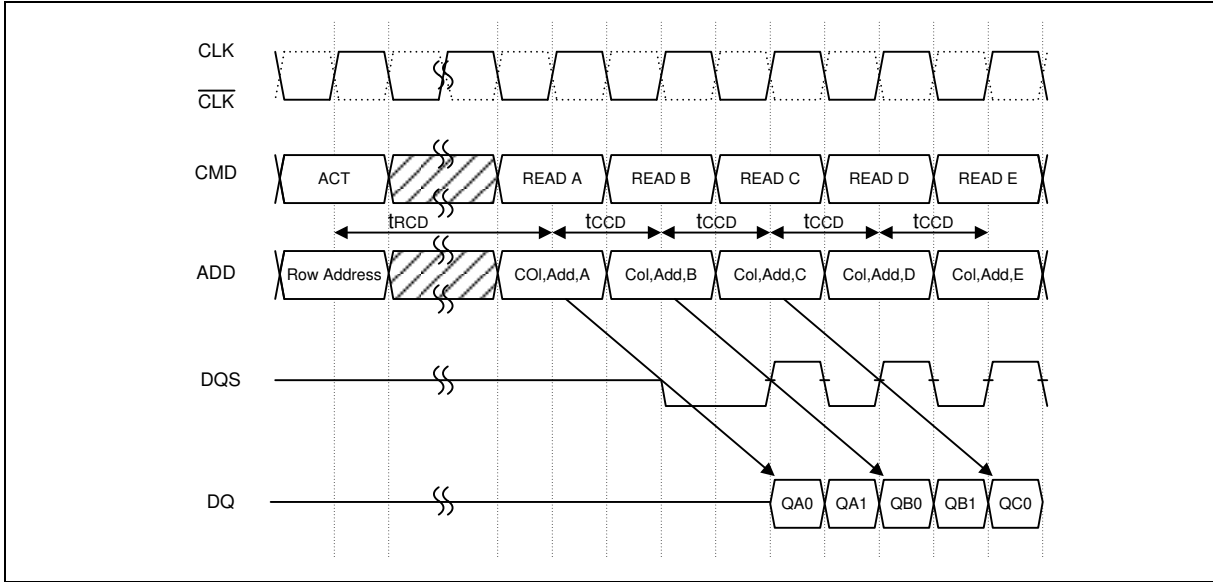 CLK
CLK
CMD
ACT
READ A
READ B
READ C
READ D
READ E
tRCD
tCCD
tCCD
tCCD
tCCD
ADD
Row Address
COl,Add,A
Col,Add,B
Col,Add,C
Col,Add,D
Col,Add,E
DQS
DQ
QA0
QA1
QB0
QB1
QC0